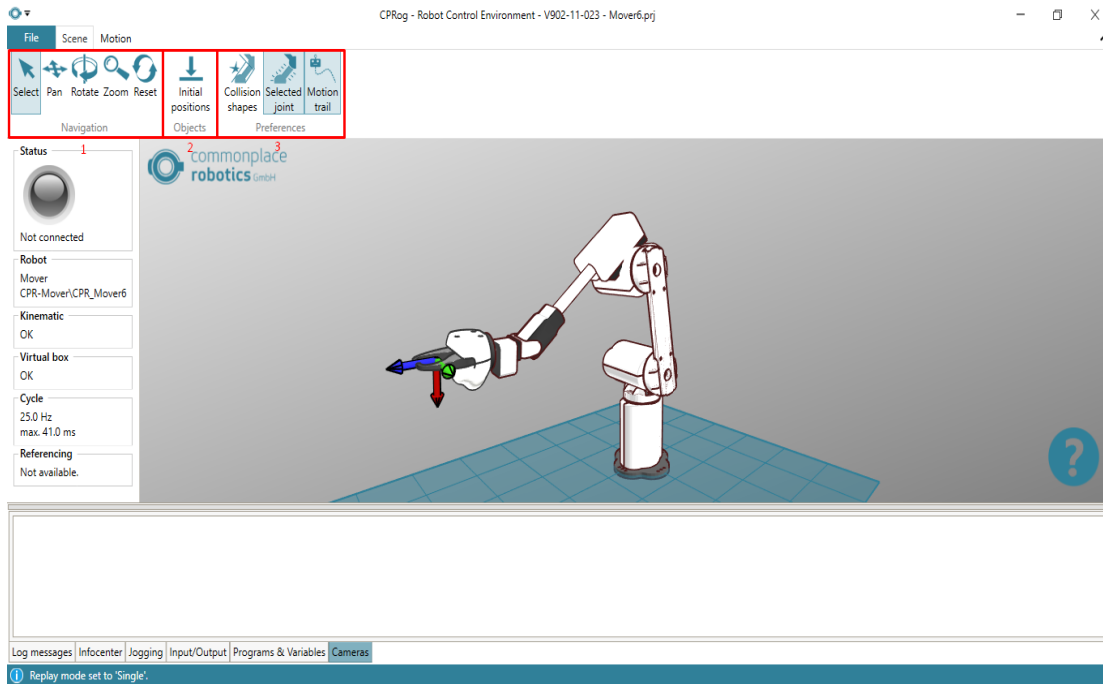 CPRog - Robot Control Environment - V902-11-023 - Mover6.prj
File Scene Motion
Select Pan Rotate Zoom Reset
Navigation
Initial positions
Objects
Collision shapes
Selected joint
Motion trail
Preferences
1
2
3
Status
Not connected
Robot
Mover
CPR-Mover\CPR_Mover6
Kinematic
OK
Virtual box
OK
Cycle
25.0 Hz
max. 41.0 ms
Referencing
Not available.
commonplace
robotics GmbH
?
Log messages Infocenter Jogging Input/Output Programs & Variables Cameras
Replay mode set to 'Single'.